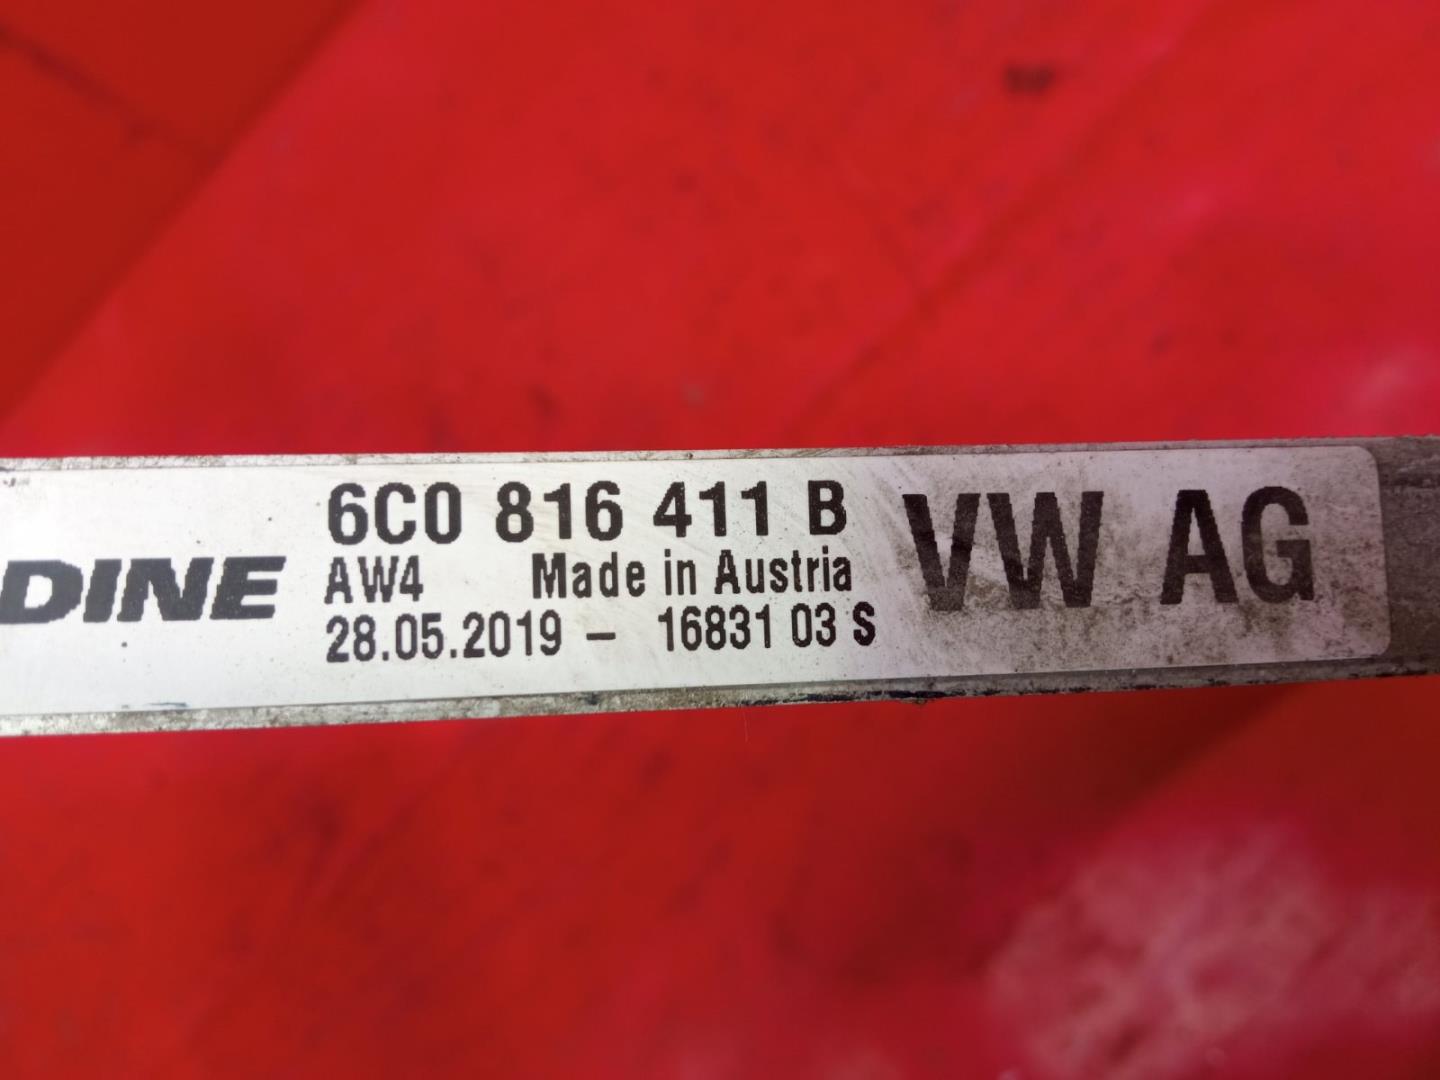 DINE
6C0 816 411 B
AW4 Made in Austria
28.05.2019 – 16831 03 S
VW AG